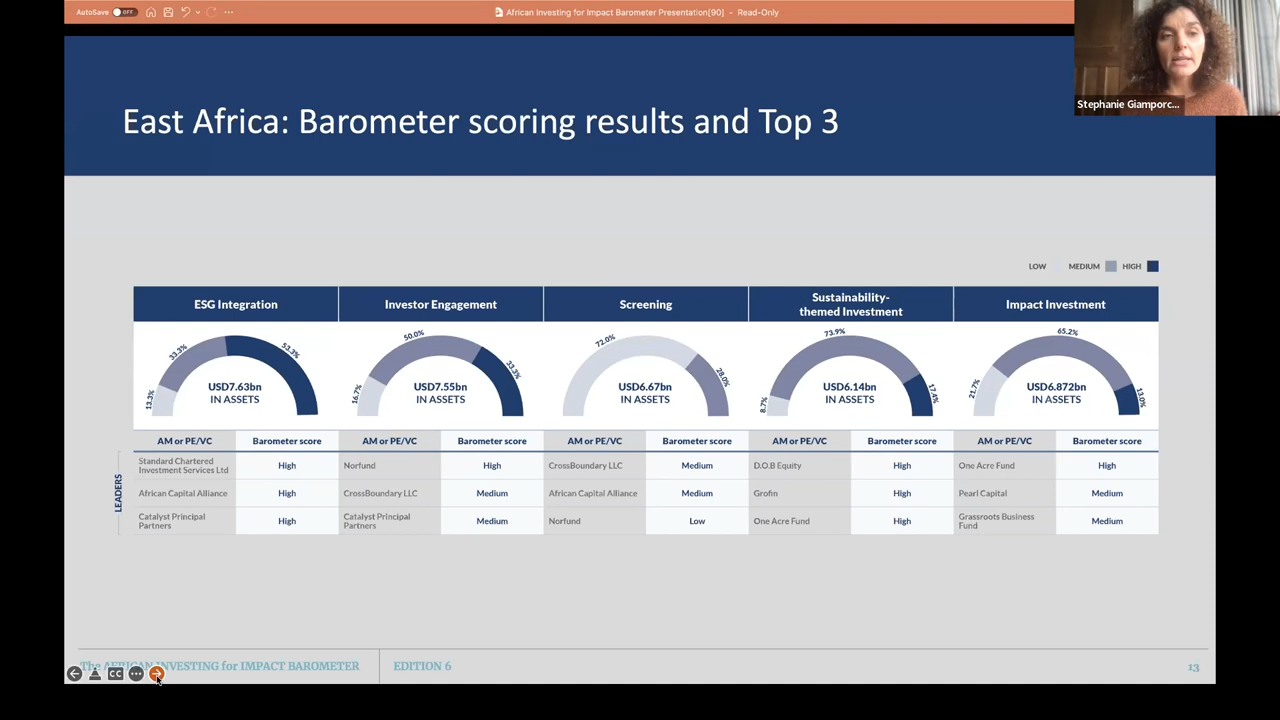 AutoSave OFF
African Investing for Impact Barometer Presentation[90] - Read-Only
Stephanie Giamporc...
East Africa: Barometer scoring results and Top 3
LOW MEDIUM HIGH
ESG Integration
Investor Engagement
Screening
Sustainability-
themed Investment
Impact Investment
13.3% 33.3% 53.3%
USD7.63bn
IN ASSETS
16.7% 50.0% 33.3%
USD7.55bn
IN ASSETS
72.0% 28.0%
USD6.67bn
IN ASSETS
8.7% 73.9% 17.4%
USD6.14bn
IN ASSETS
21.7% 65.2% 13.0%
USD6.872bn
IN ASSETS
AM or PE/VC Barometer score AM or PE/VC Barometer score AM or PE/VC Barometer score AM or PE/VC Barometer score AM or PE/VC Barometer score
LEADERS
Standard Chartered
Investment Services Ltd
High
Norfund
High
CrossBoundary LLC
Medium
D.O.B Equity
High
One Acre Fund
High
African Capital Alliance
High
CrossBoundary LLC
Medium
African Capital Alliance
Medium
Grofin
High
Pearl Capital
Medium
Catalyst Principal
Partners
High
Catalyst Principal
Partners
Medium
Norfund
Low
One Acre Fund
High
Grassroots Business
Fund
Medium
The AFRICAN INVESTING for IMPACT BAROMETER
EDITION 6
13
CC